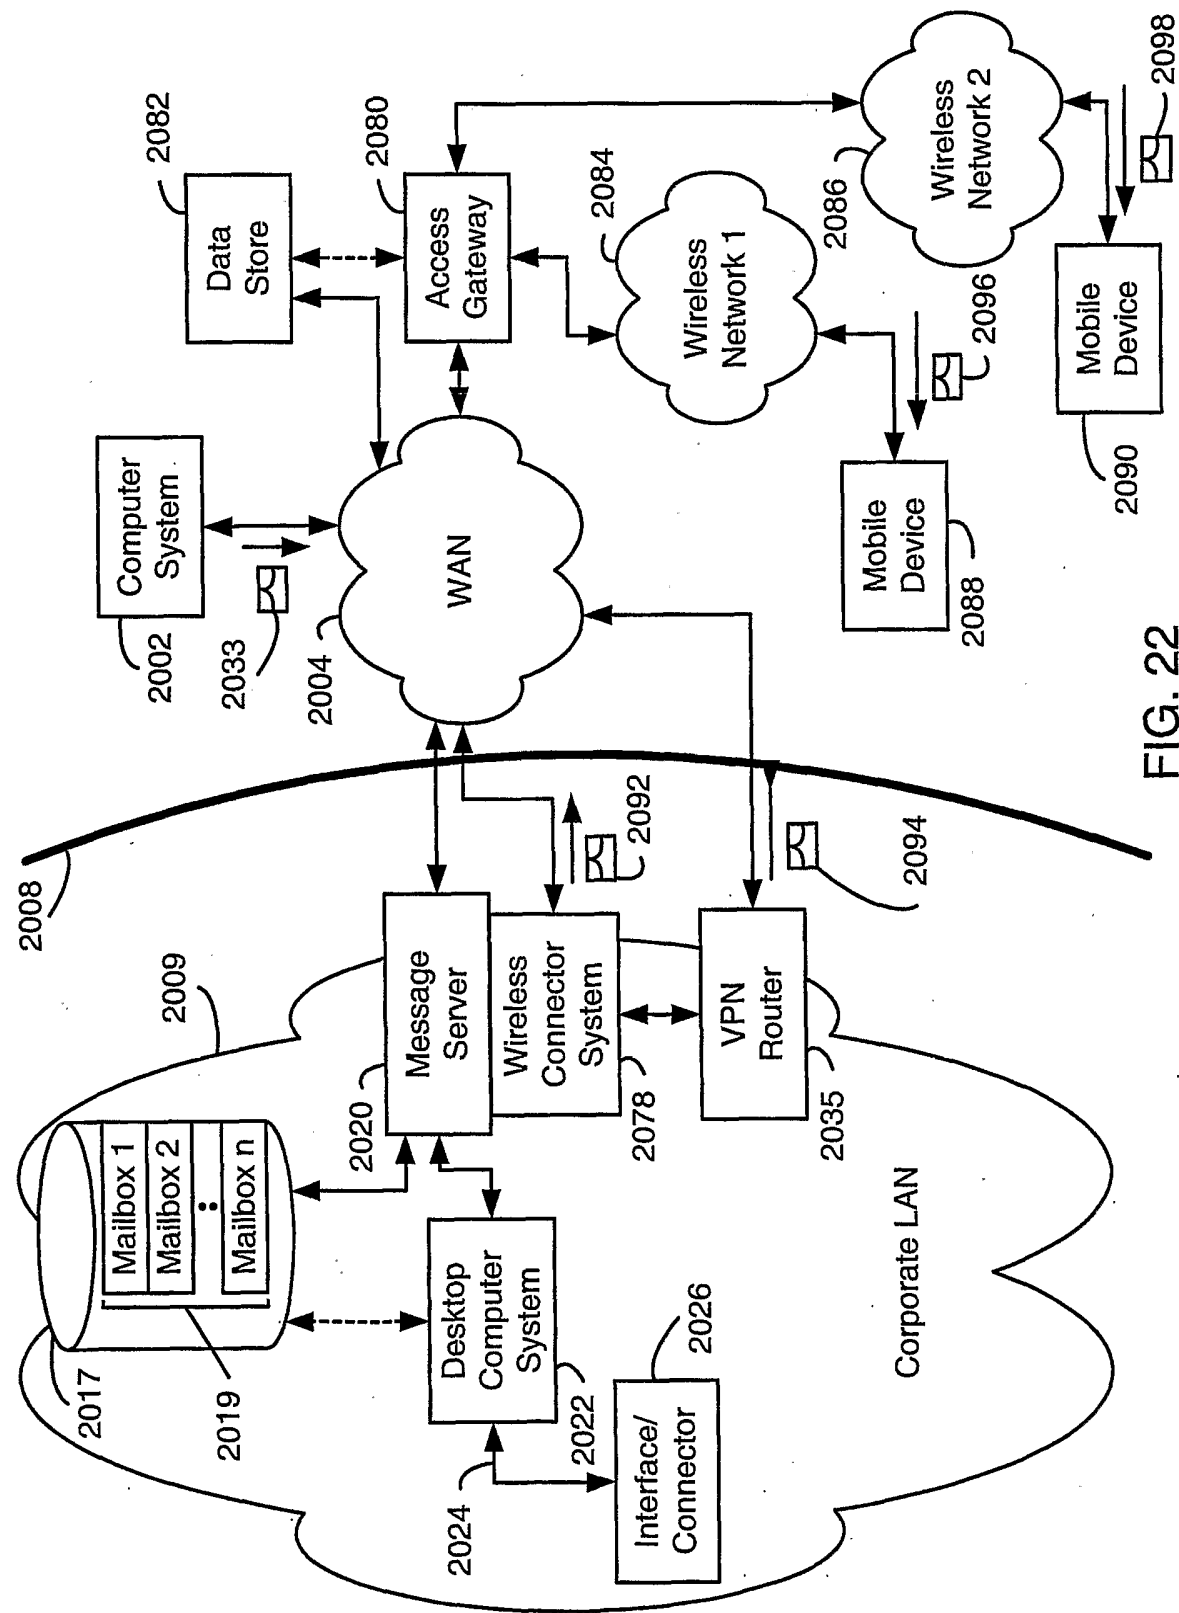 2008
2009
2017
2019
Mailbox 1
Mailbox 2
Mailbox n
2020
Message
Server
Wireless
Connector
System
2078
2092
VPN
Router
2035
2094
Desktop
Computer
System
2022
2024
Interface/
Connector
2026
Corporate LAN
Computer
System
2002
2033
2004
WAN
Data
Store
2082
Access
Gateway
2080
Wireless
Network 1
2084
Wireless
Network 2
2086
Mobile
Device
2088
2096
Mobile
Device
2090
2098
FIG. 22